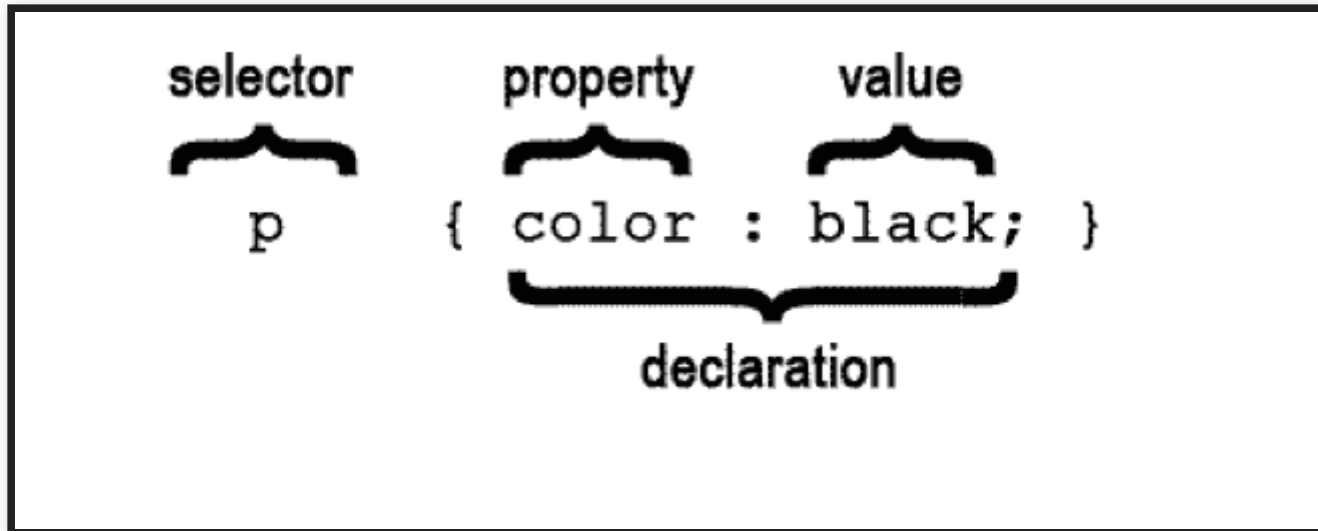 selector property value
p { color : black; }
declaration